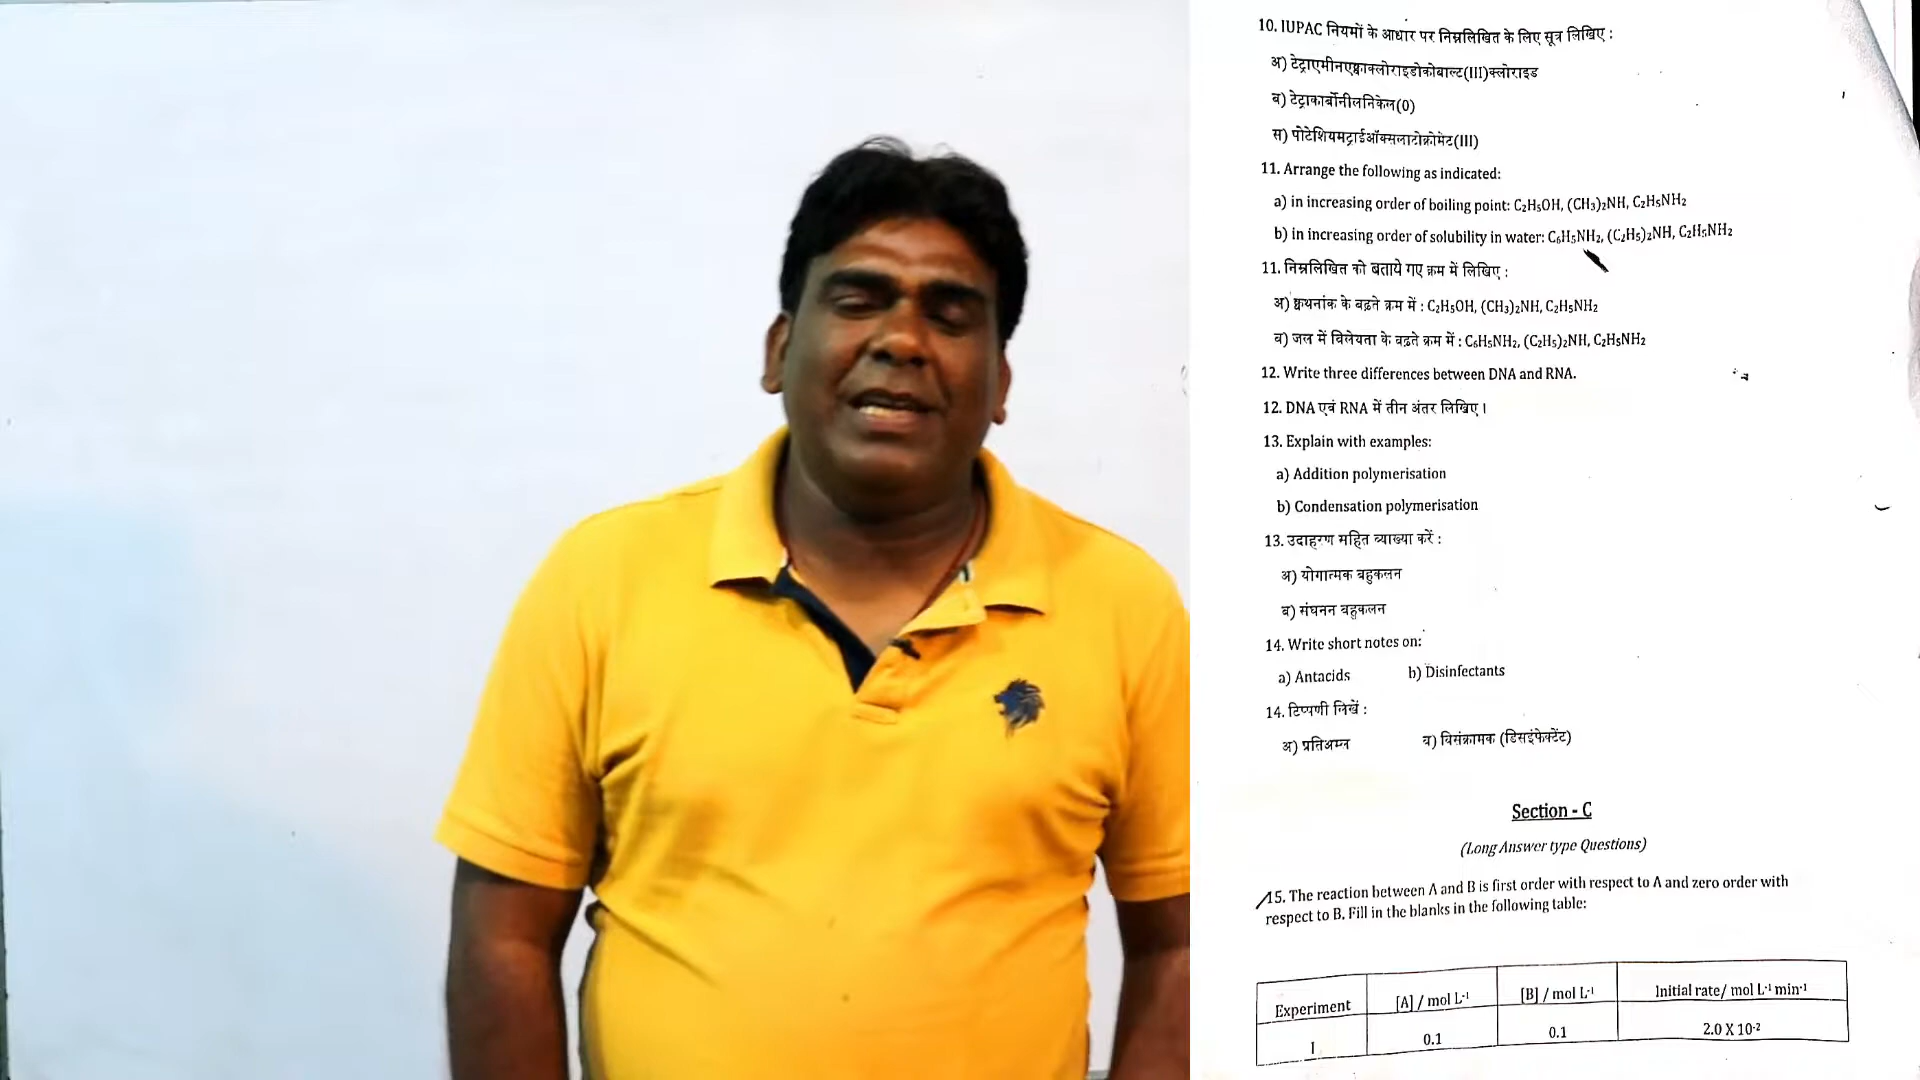 10. IUPAC नियमों के आधार पर निम्नलिखित के लिए सूत्र लिखिए :
अ) टेट्राएमीनएक्वाक्लोराइडोकोबाल्ट(III)क्लोराइड
ब) टेट्राकार्बोनीलनिकेल(0)
स) पोटेशियमट्राईऑक्सलाटोक्रोमेट(III)
11. Arrange the following as indicated:
a) in increasing order of boiling point: C₂H₅OH, (CH₃)₂NH, C₂H₅NH₂
b) in increasing order of solubility in water: C₆H₅NH₂, (C₂H₅)₂NH, C₂H₅NH₂
11. निम्नलिखित को बताये गए क्रम में लिखिए :
अ) क्वथनांक के बढ़ते क्रम में : C₂H₅OH, (CH₃)₂NH, C₂H₅NH₂
ब) जल में विलेयता के बढ़ते क्रम में : C₆H₅NH₂, (C₂H₅)₂NH, C₂H₅NH₂
12. Write three differences between DNA and RNA.
12. DNA एवं RNA में तीन अंतर लिखिए ।
13. Explain with examples:
a) Addition polymerisation
b) Condensation polymerisation
13. उदाहरण सहित व्याख्या करें :
अ) योगात्मक बहुकलन
ब) संघनन बहुकलन
14. Write short notes on:
a) Antacids b) Disinfectants
14. टिप्पणी लिखें :
अ) प्रतिअम्ल ब) विसंक्रामक (डिसइंफेक्टेंट)
Section - C
(Long Answer type Questions)
15. The reaction between A and B is first order with respect to A and zero order with
respect to B. Fill in the blanks in the following table:
Experiment [A] / mol L⁻¹ [B] / mol L⁻¹ Initial rate/ mol L⁻¹ min⁻¹
I 0.1 0.1 2.0 X 10⁻²